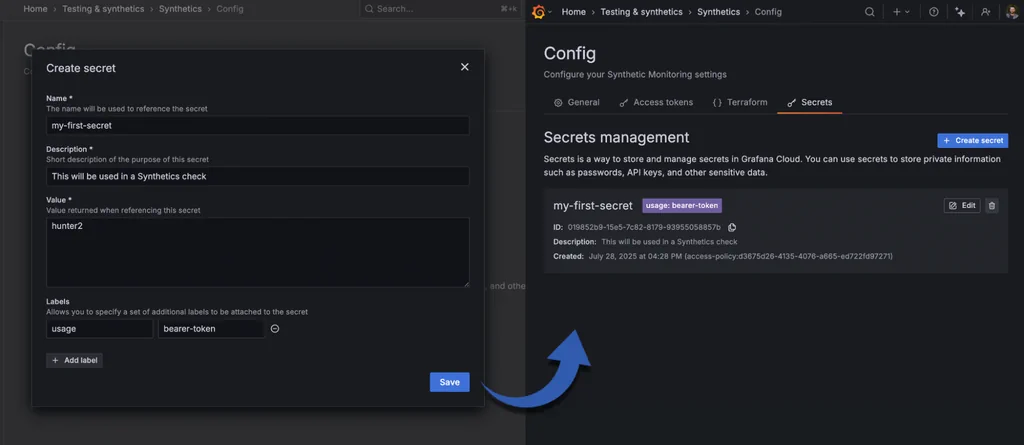 Home › Testing & synthetics › Synthetics › Config
Search...
⌘+k
Config
Create secret
Name *
The name will be used to reference the secret
my-first-secret
Description *
Short description of the purpose of this secret
This will be used in a Synthetics check
Value *
Value returned when referencing this secret
hunter2
, and othe
Labels
Allows you to specify a set of additional labels to be attached to the secret
usage
bearer-token
+ Add label
Save
Home › Testing & synthetics › Synthetics › Config
Config
Configure your Synthetic Monitoring settings
General
Access tokens
{ } Terraform
Secrets
Secrets management
+ Create secret
Secrets is a way to store and manage secrets in Grafana Cloud. You can use secrets to store private information
such as passwords, API keys, and other sensitive data.
my-first-secret
usage: bearer-token
Edit
ID: 019852b9-15e5-7c82-8179-93955058857b
Description: This will be used in a Synthetics check
Created: July 28, 2025 at 04:28 PM (access-policy:d3675d26-4135-4076-a665-ed722fd97271)